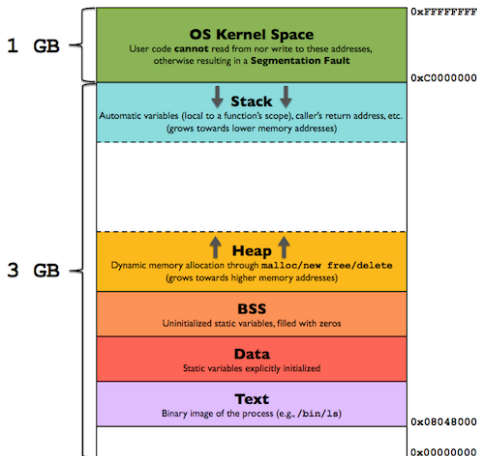 0xFFFFFFFF
1 GB
OS Kernel Space
User code cannot read from nor write to these addresses,
otherwise resulting in a Segmentation Fault
0xC0000000
Stack
Automatic variables (local to a function's scope), caller's return address, etc.
(grows towards lower memory addresses)
3 GB
Heap
Dynamic memory allocation through malloc/new free/delete
(grows towards higher memory addresses)
BSS
Uninitialized static variables, filled with zeros
Data
Static variables explicitly initialized
Text
Binary image of the process (e.g., /bin/ls)
0x08048000
0x00000000